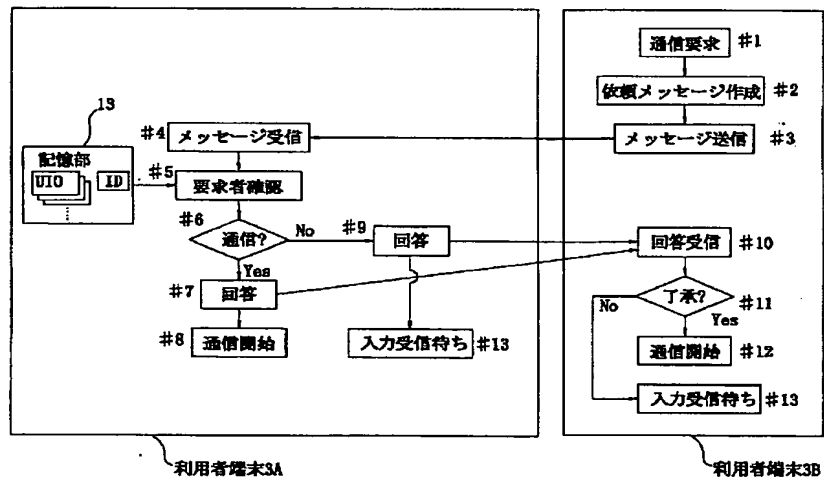 通信要求 #1
依頼メッセージ作成 #2
メッセージ送信 #3
#4 メッセージ受信
13
記憶部
UIO ID
#5 要求者確認
#6 通信?
No
Yes
#9 回答
#7 回答
#8 通信開始
入力受信待ち #13
回答受信 #10
了承? #11
No
Yes
通信開始 #12
入力受信待ち #13
利用者端末3A
利用者端末3B